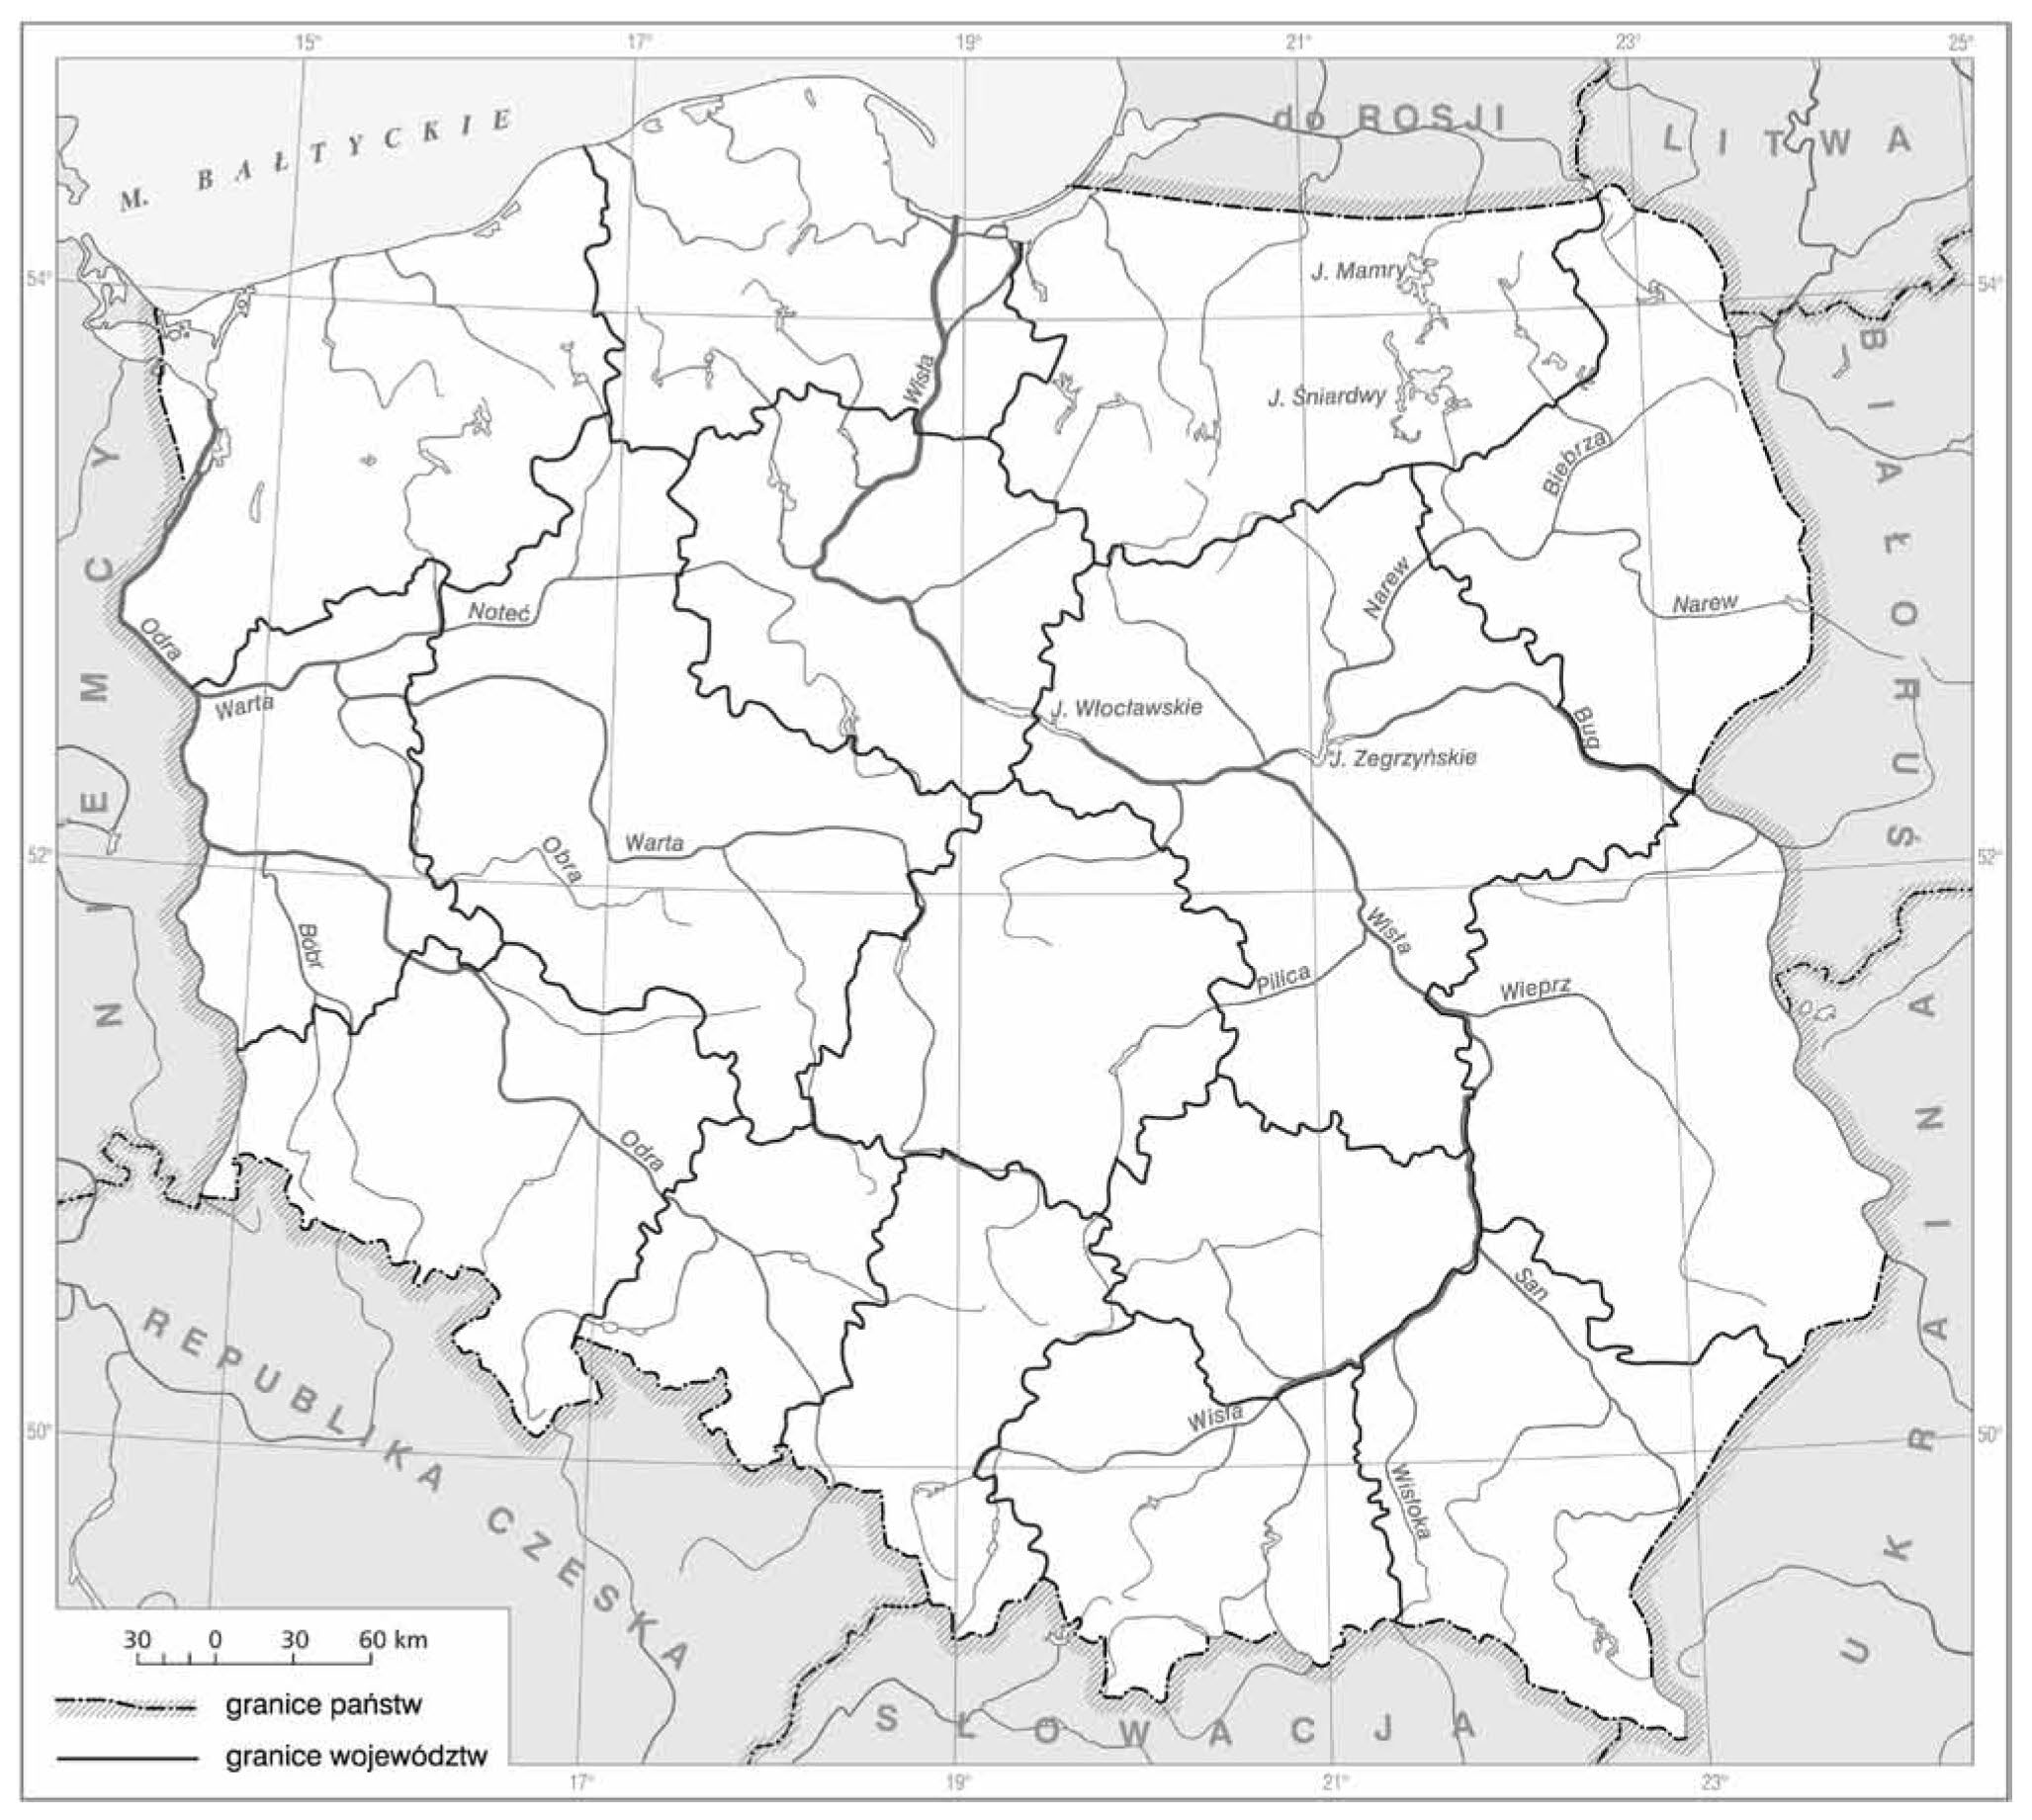 15° 17° 19° 21° 23° 25°
M. BAŁTYCKIE
do ROSJI
LITWA
54°
J. Mamry
54°
Wisła
J. Śniardwy
Biebrza
BIAŁORUŚ
NIEMCY
Noteć
Narew
Narew
Odra
Warta
J. Włocławskie
Bug
J. Zegrzyńskie
52°
Warta
Obra
52°
Bóbr
Wisła
Pilica
Wieprz
Odra
San
UKRAINA
REPUBLIKA CZESKA
50°
Wisła
50°
Wisłoka
30 0 30 60 km
granice państw
granice województw
SŁOWACJA
17° 19° 21° 23°